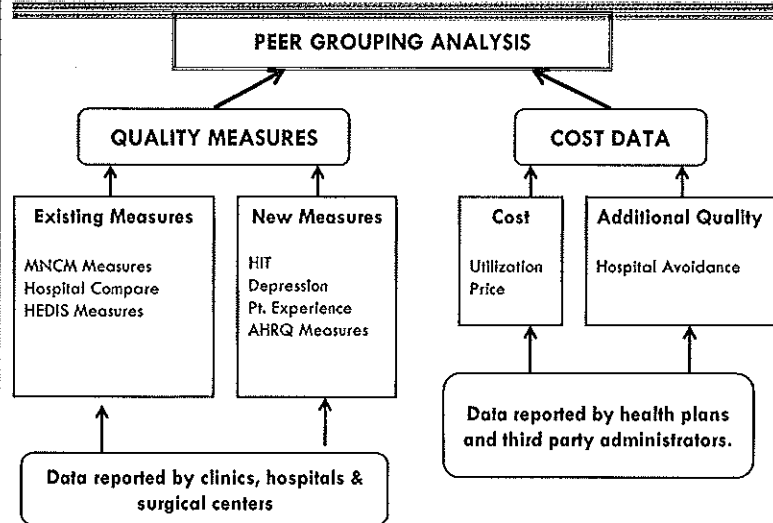 PEER GROUPING ANALYSIS
QUALITY MEASURES
COST DATA
Existing Measures
MNCM Measures
Hospital Compare
HEDIS Measures
New Measures
HIT
Depression
Pt. Experience
AHRQ Measures
Cost
Utilization
Price
Additional Quality
Hospital Avoidance
Data reported by clinics, hospitals &
surgical centers
Data reported by health plans
and third party administrators.